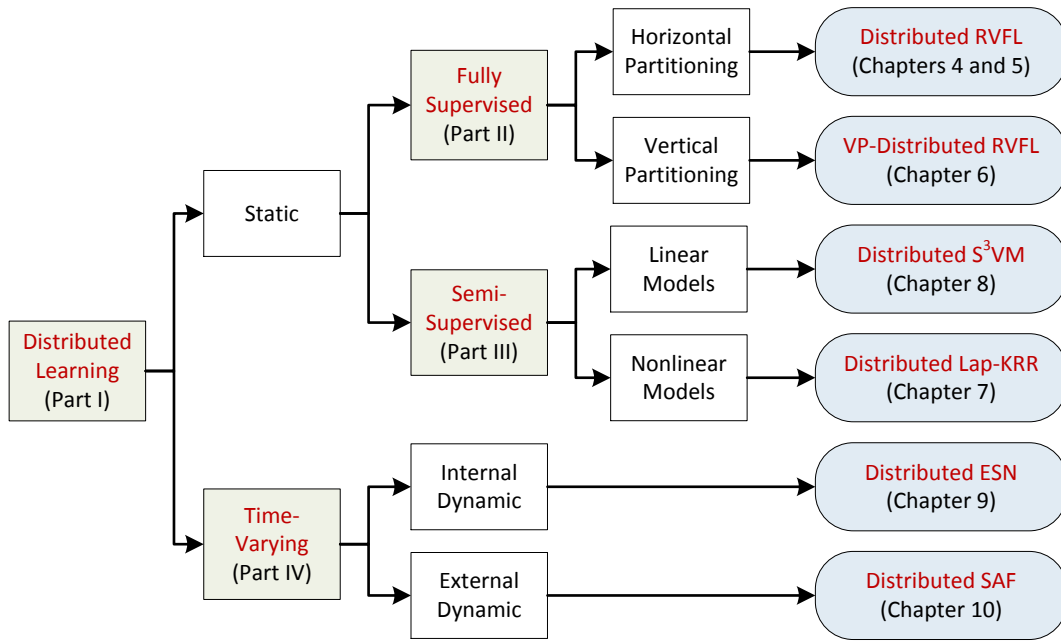 Distributed
Learning
(Part I)
Static
Time-
Varying
(Part IV)
Fully
Supervised
(Part II)
Semi-
Supervised
(Part III)
Internal
Dynamic
External
Dynamic
Horizontal
Partitioning
Vertical
Partitioning
Linear
Models
Nonlinear
Models
Distributed RVFL
(Chapters 4 and 5)
VP-Distributed RVFL
(Chapter 6)
Distributed S³VM
(Chapter 8)
Distributed Lap-KRR
(Chapter 7)
Distributed ESN
(Chapter 9)
Distributed SAF
(Chapter 10)